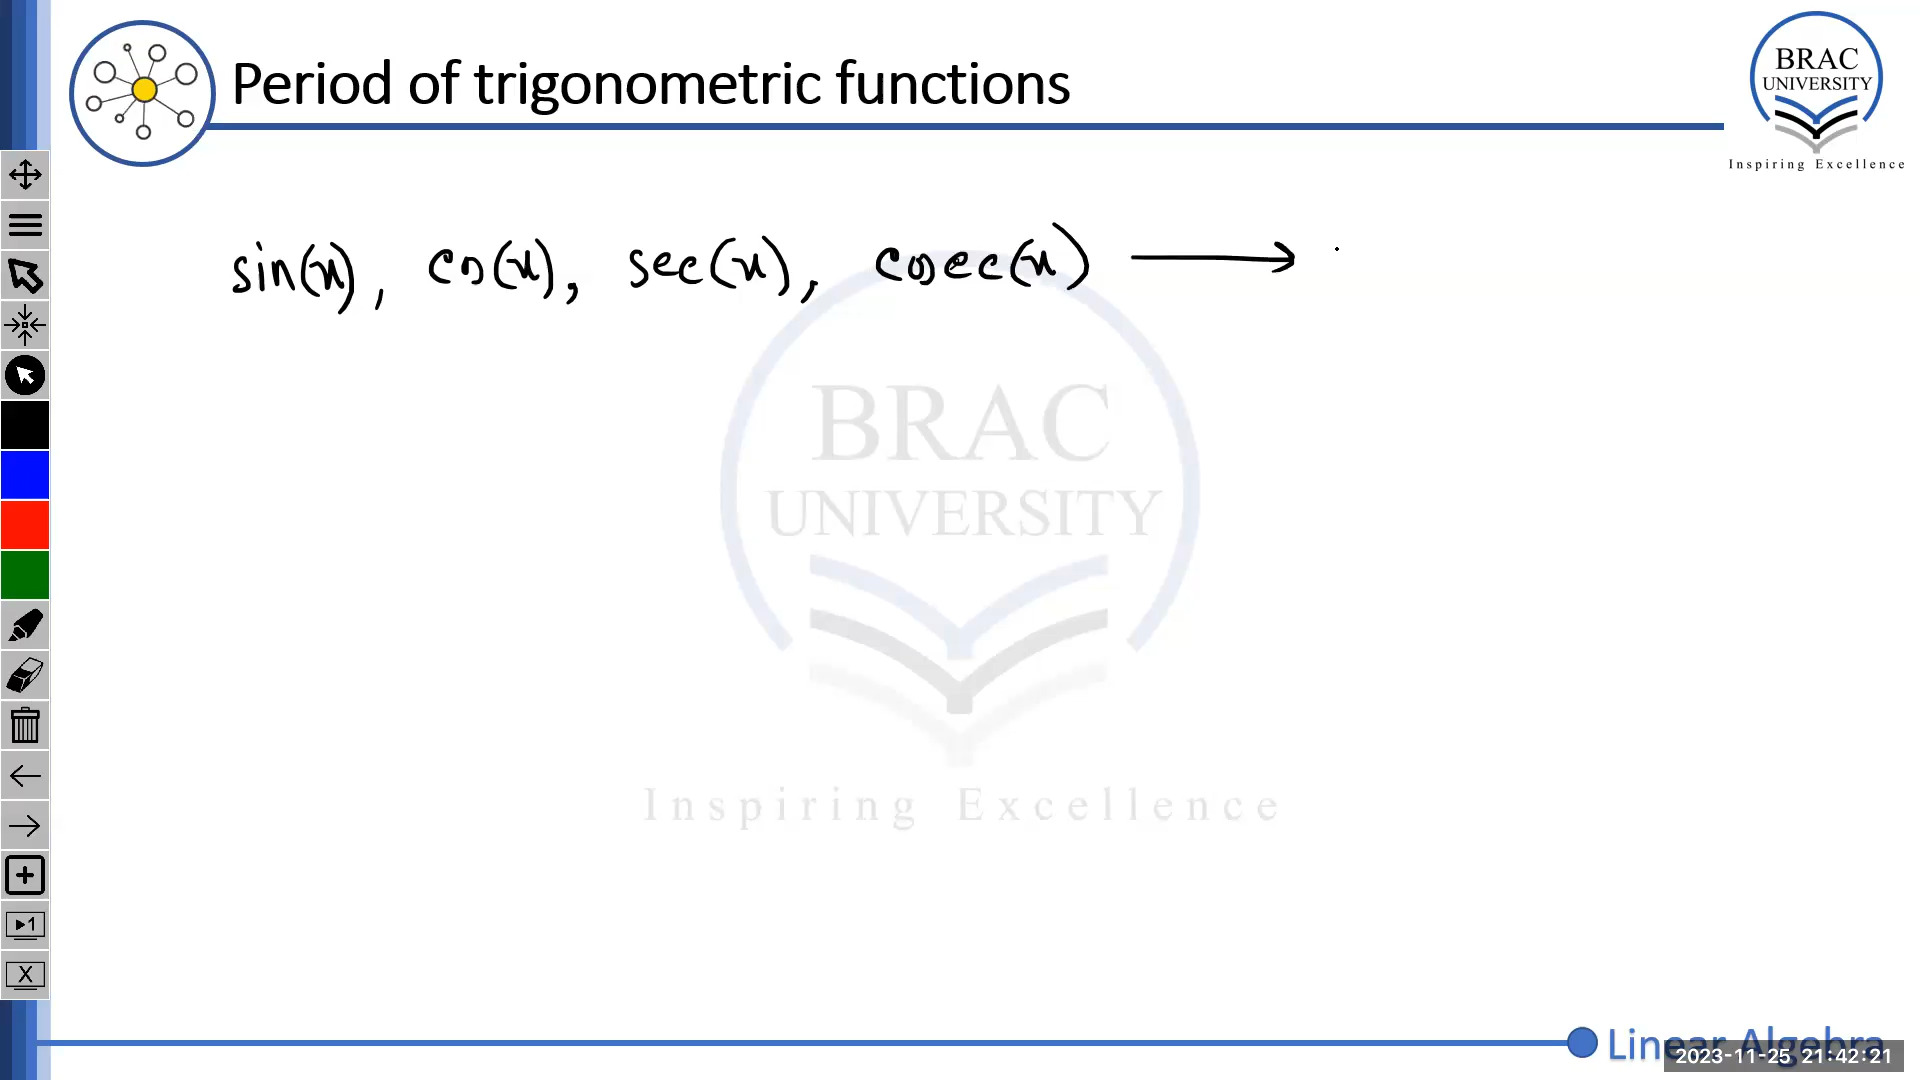 Period of trigonometric functions
BRAC
UNIVERSITY
Inspiring Excellence
sin(x), cos(x), sec(x), cosec(x) ⟶
BRAC
UNIVERSITY
Inspiring Excellence
1
X
Linear Algebra
2023-11-25 21:42:21